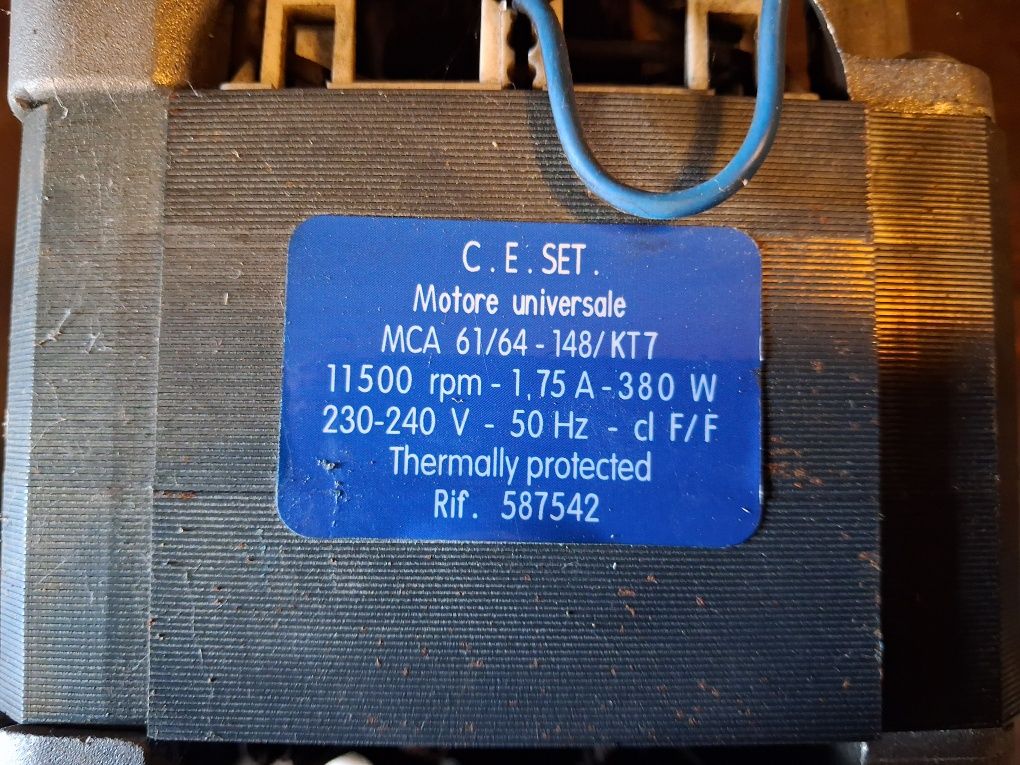 C.E.SET.
Motore universale
MCA 61/64-148/KT7
11500 rpm - 1,75 A - 380 W
230-240 V - 50 Hz - cl F/F
Thermally protected
Rif. 587542